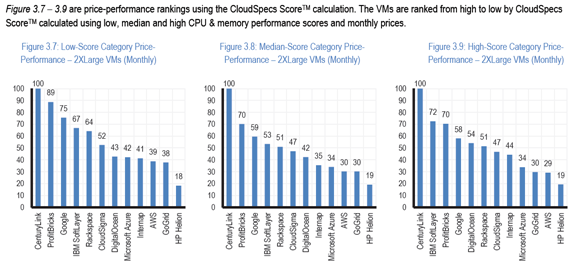 Figure 3.7 – 3.9 are price-performance rankings using the CloudSpecs Score™ calculation. The VMs are ranked from high to low by CloudSpecs
Score™ calculated using low, median and high CPU & memory performance scores and monthly prices.
Figure 3.7: Low-Score Category Price-
Performance – 2XLarge VMs (Monthly)
100
90
80
70
60
50
40
30
20
10
0
100
89
75
67
64
52
43
42
41
39
38
18
CenturyLink
ProfitBricks
Google
IBM SoftLayer
Rackspace
CloudSigma
DigitalOcean
Microsoft Azure
Internap
AWS
GoGrid
HP Helion
Figure 3.8: Median-Score Category Price-
Performance – 2XLarge VMs (Monthly)
100
90
80
70
60
50
40
30
20
10
0
100
70
59
53
51
47
42
35
34
30
30
19
CenturyLink
ProfitBricks
Google
IBM SoftLayer
Rackspace
CloudSigma
DigitalOcean
Internap
Microsoft Azure
AWS
GoGrid
HP Helion
Figure 3.9: High-Score Category Price-
Performance – 2XLarge VMs (Monthly)
100
90
80
70
60
50
40
30
20
10
0
100
72
70
58
54
51
47
44
34
30
29
19
CenturyLink
IBM SoftLayer
ProfitBricks
Google
DigitalOcean
Rackspace
CloudSigma
Internap
Microsoft Azure
GoGrid
AWS
HP Helion